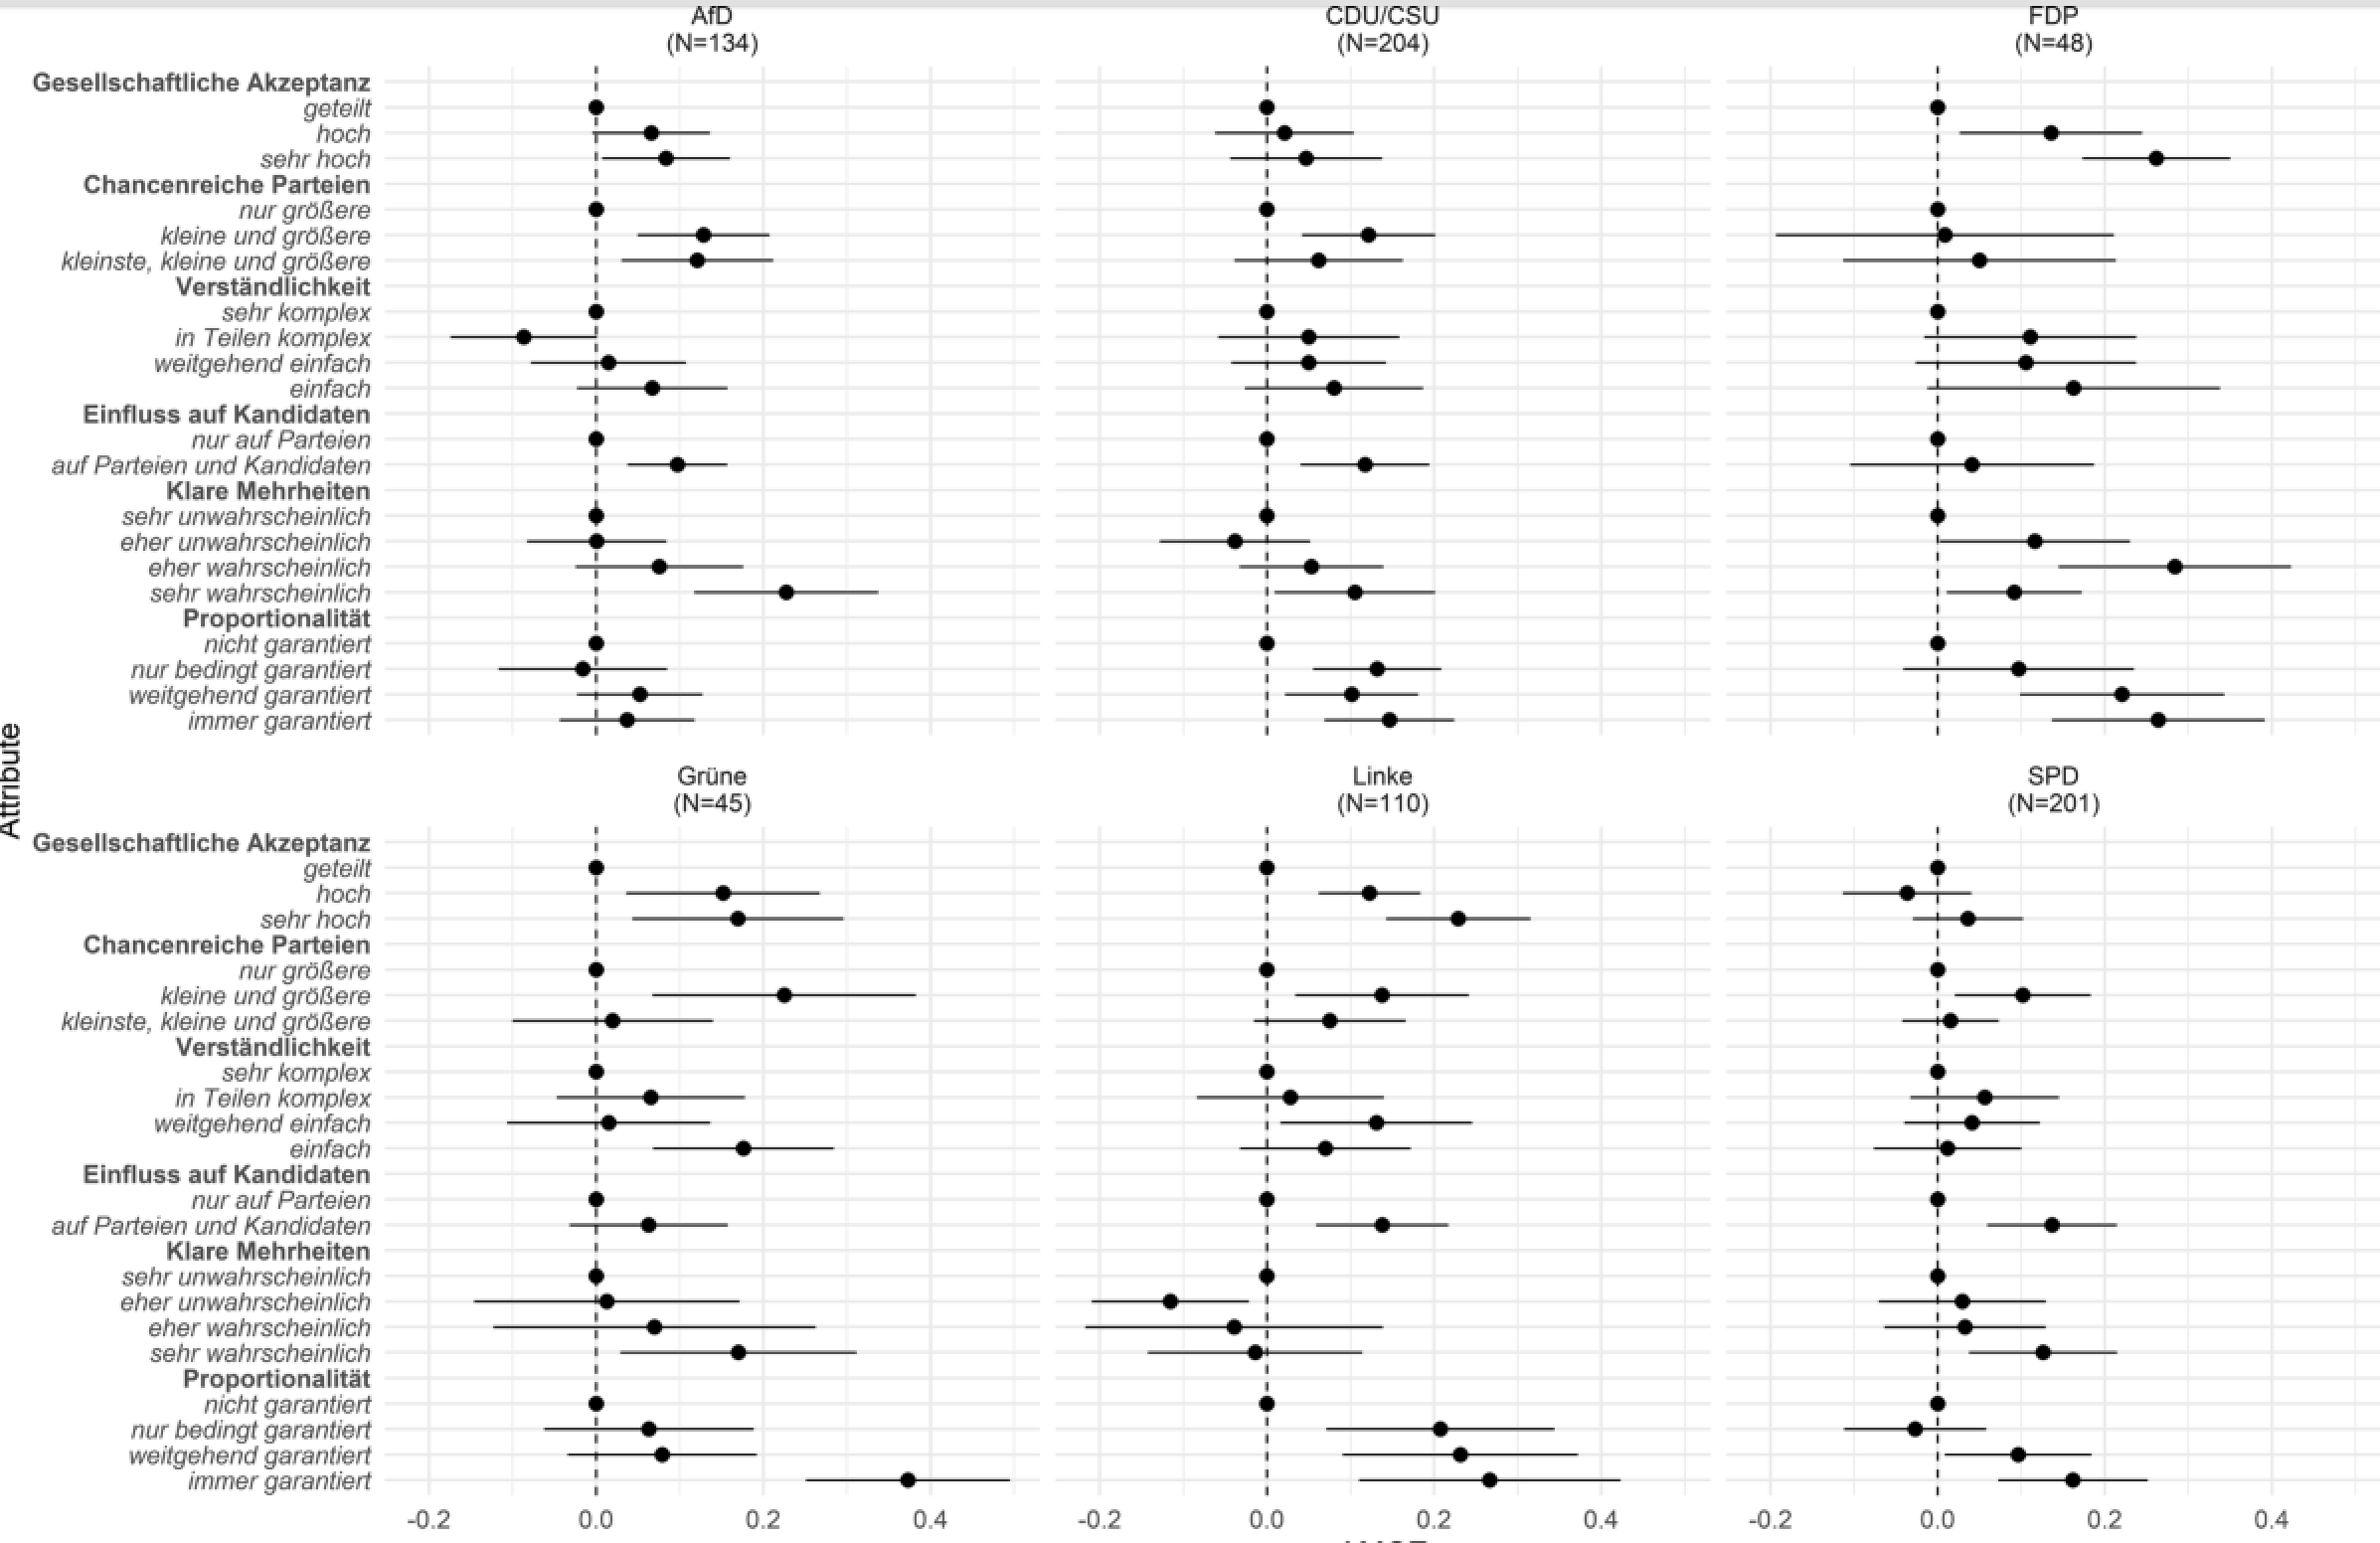 AfD
(N=134)
CDU/CSU
(N=204)
FDP
(N=48)
Gesellschaftliche Akzeptanz
geteilt
hoch
sehr hoch
Chancenreiche Parteien
nur größere
kleine und größere
kleinste, kleine und größere
Verständlichkeit
sehr komplex
in Teilen komplex
weitgehend einfach
einfach
Einfluss auf Kandidaten
nur auf Parteien
auf Parteien und Kandidaten
Klare Mehrheiten
sehr unwahrscheinlich
eher unwahrscheinlich
eher wahrscheinlich
sehr wahrscheinlich
Proportionalität
nicht garantiert
nur bedingt garantiert
weitgehend garantiert
immer garantiert
Attribute
Grüne
(N=45)
Linke
(N=110)
SPD
(N=201)
Gesellschaftliche Akzeptanz
geteilt
hoch
sehr hoch
Chancenreiche Parteien
nur größere
kleine und größere
kleinste, kleine und größere
Verständlichkeit
sehr komplex
in Teilen komplex
weitgehend einfach
einfach
Einfluss auf Kandidaten
nur auf Parteien
auf Parteien und Kandidaten
Klare Mehrheiten
sehr unwahrscheinlich
eher unwahrscheinlich
eher wahrscheinlich
sehr wahrscheinlich
Proportionalität
nicht garantiert
nur bedingt garantiert
weitgehend garantiert
immer garantiert
-0.2 0.0 0.2 0.4
-0.2 0.0 0.2 0.4
-0.2 0.0 0.2 0.4